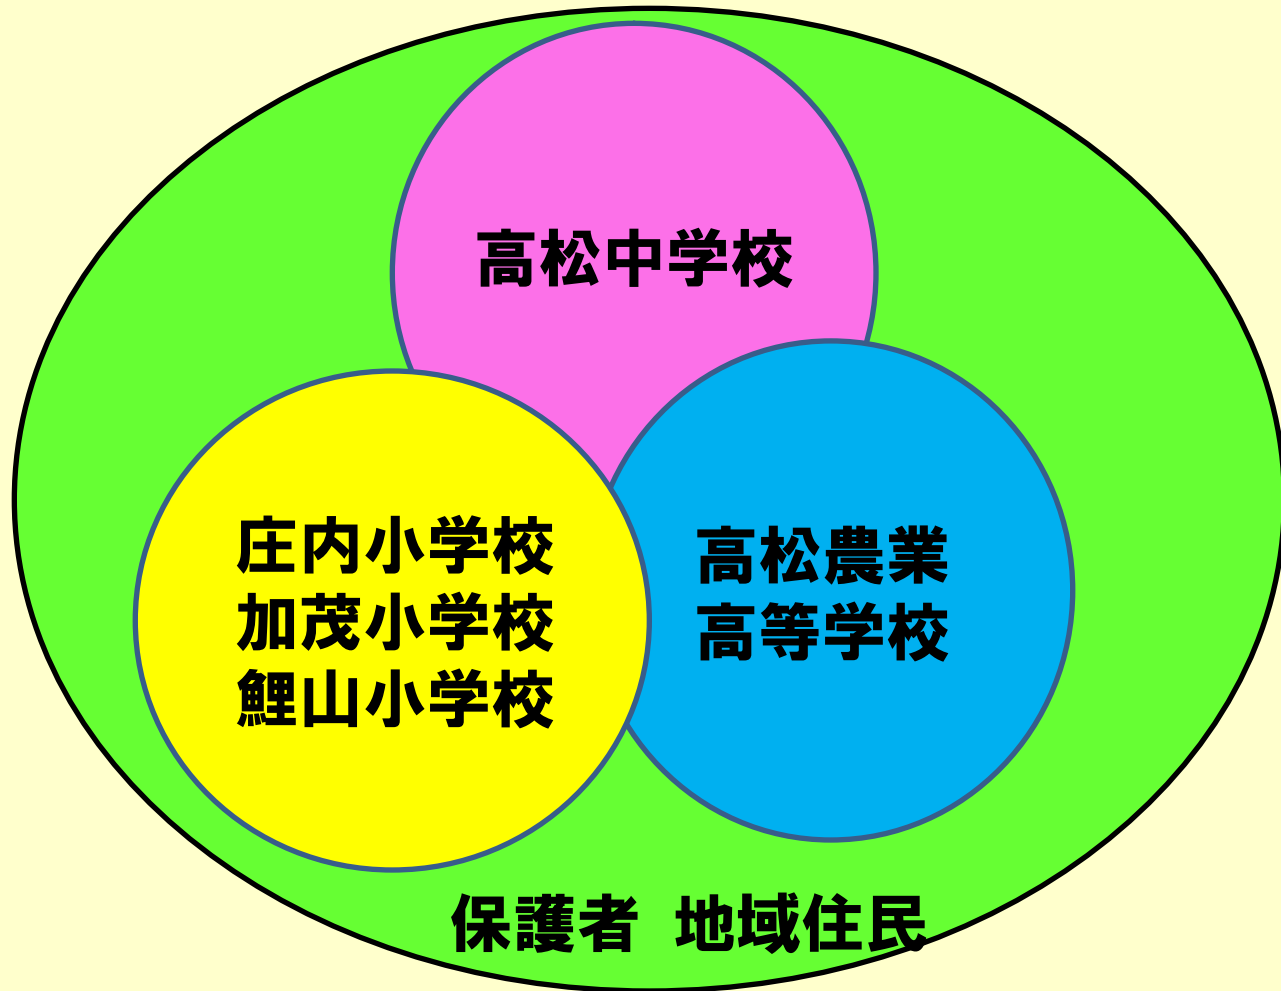 高松中学校
庄内小学校
加茂小学校
鯉山小学校
高松農業
高等学校
保護者 地域住民